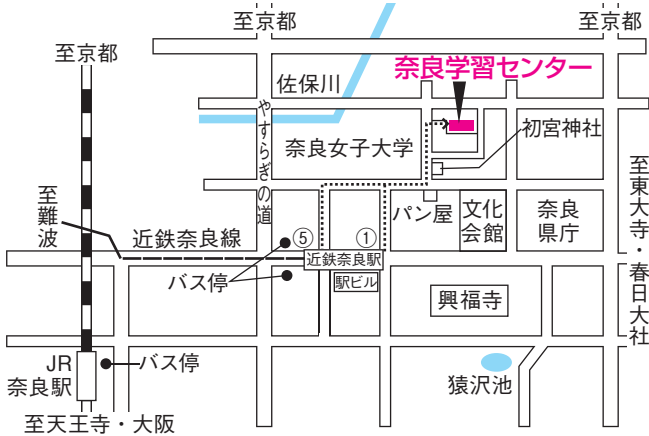 至京都
至京都
至京都
奈良学習センター
佐保川
やすらぎの道
奈良女子大学
初宮神社
至難波
近鉄奈良線
⑤
①
パン屋
文化
会館
奈良
県庁
至東大寺・春日大社
近鉄奈良駅
バス停
駅ビル
興福寺
JR
奈良駅
バス停
猿沢池
至天王寺・大阪